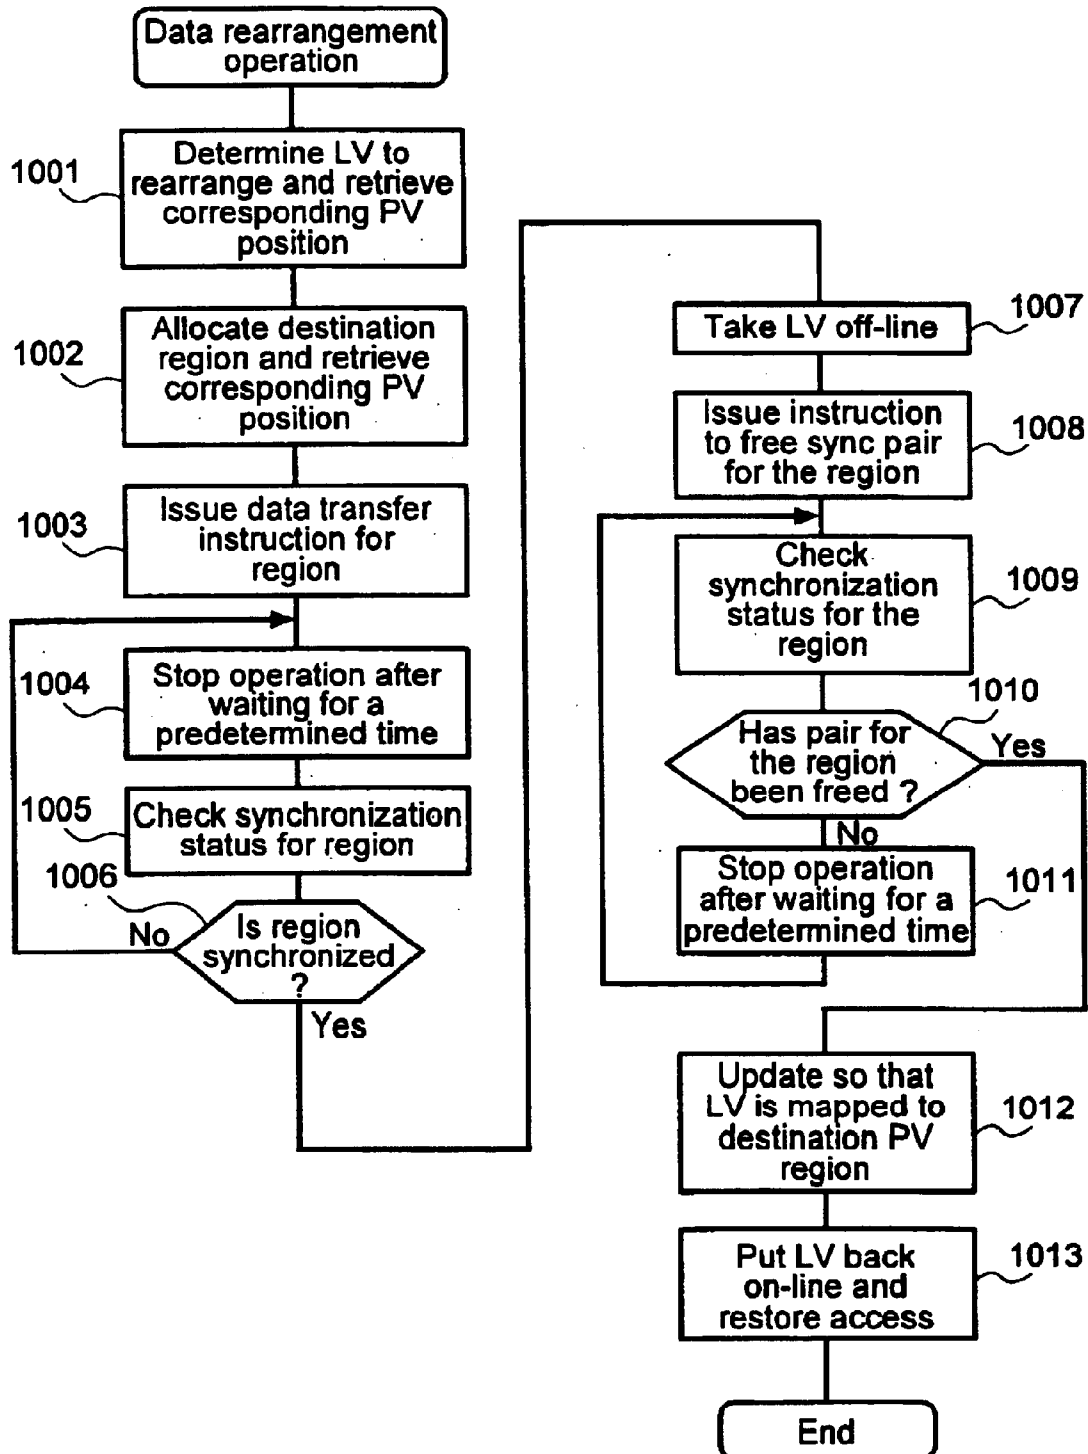 Data rearrangement
operation
1001
Determine LV to
rearrange and retrieve
corresponding PV
position
1002
Allocate destination
region and retrieve
corresponding PV
position
1003
Issue data transfer
instruction for
region
1004
Stop operation after
waiting for a
predetermined time
1005
Check synchronization
status for region
1006
Is region
synchronized
?
No
Yes
1007
Take LV off-line
1008
Issue instruction
to free sync pair
for the region
1009
Check
synchronization
status for the
region
1010
Has pair for
the region
been freed ?
Yes
No
1011
Stop operation
after waiting for a
predetermined time
1012
Update so that
LV is mapped to
destination PV
region
1013
Put LV back
on-line and
restore access
End